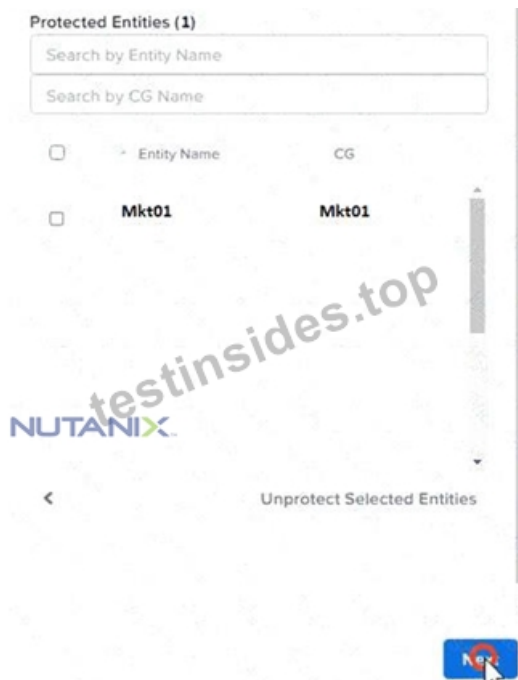 Protected Entities (1)
Search by Entity Name
Search by CG Name
Entity Name CG
Mkt01 Mkt01
testinsides.top
NUTANIX
Unprotect Selected Entities